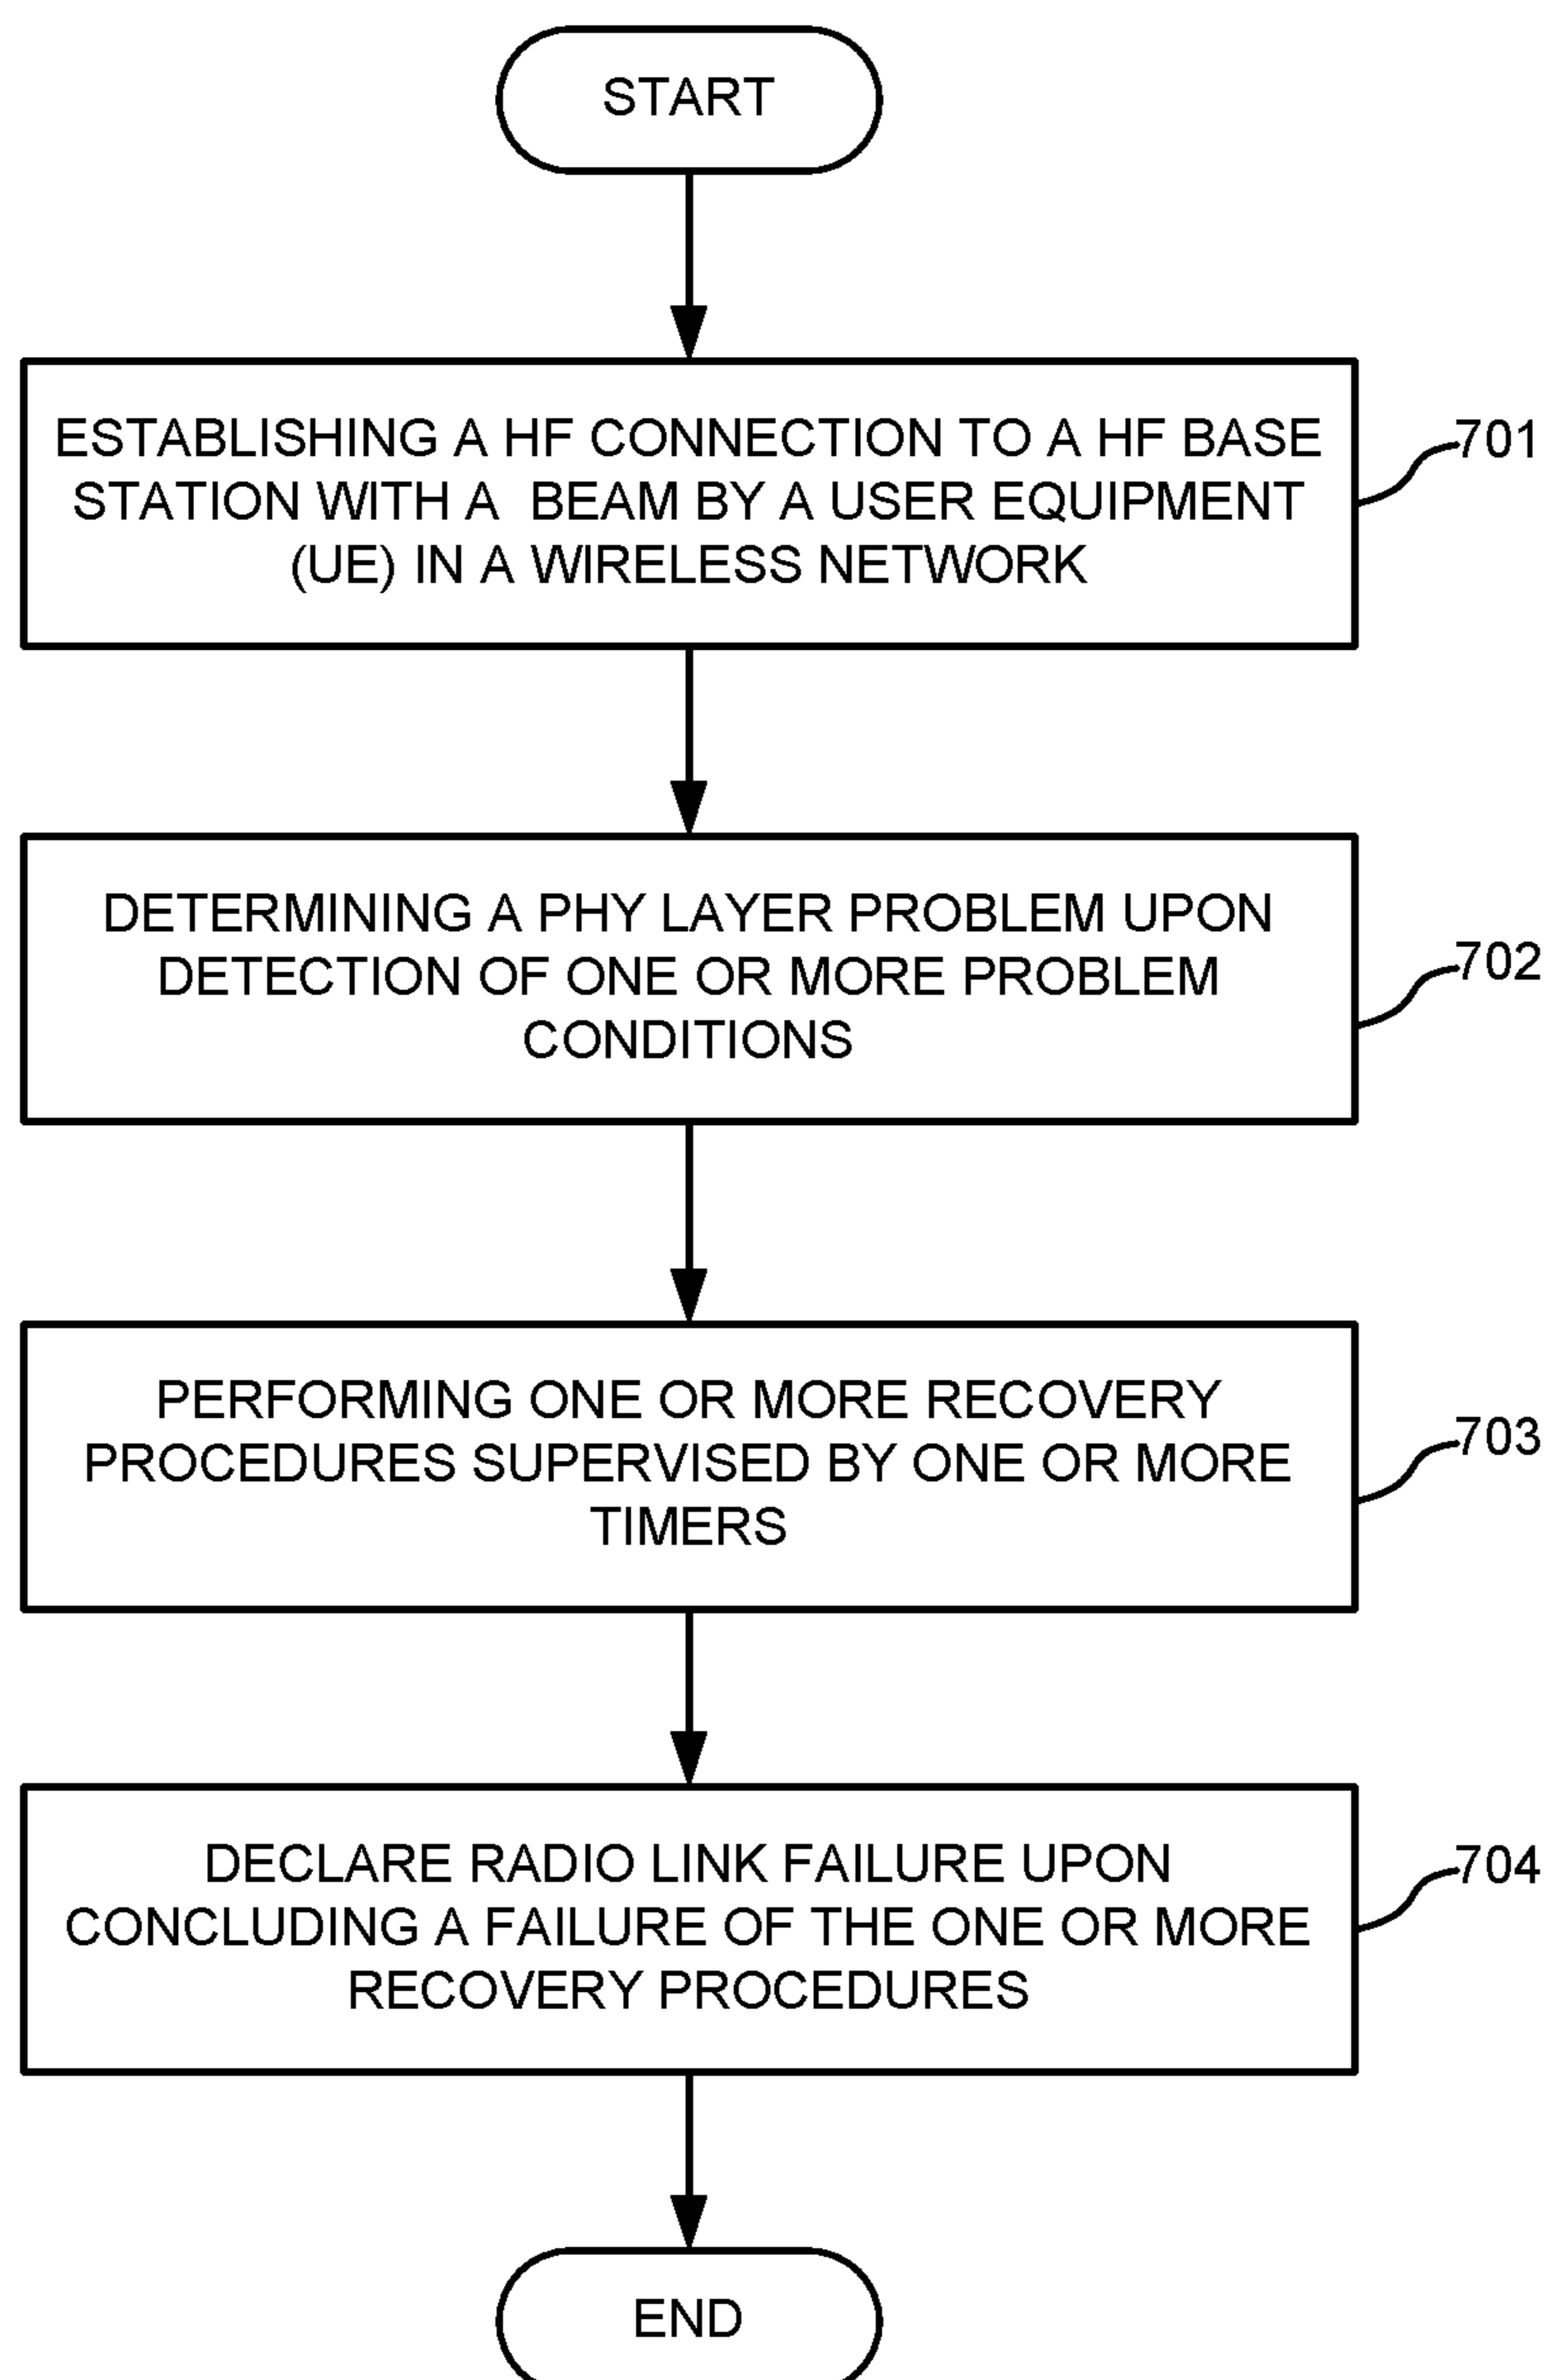 START
ESTABLISHING A HF CONNECTION TO A HF BASE
STATION WITH A BEAM BY A USER EQUIPMENT
(UE) IN A WIRELESS NETWORK
701
DETERMINING A PHY LAYER PROBLEM UPON
DETECTION OF ONE OR MORE PROBLEM
CONDITIONS
702
PERFORMING ONE OR MORE RECOVERY
PROCEDURES SUPERVISED BY ONE OR MORE
TIMERS
703
DECLARE RADIO LINK FAILURE UPON
CONCLUDING A FAILURE OF THE ONE OR MORE
RECOVERY PROCEDURES
704
END